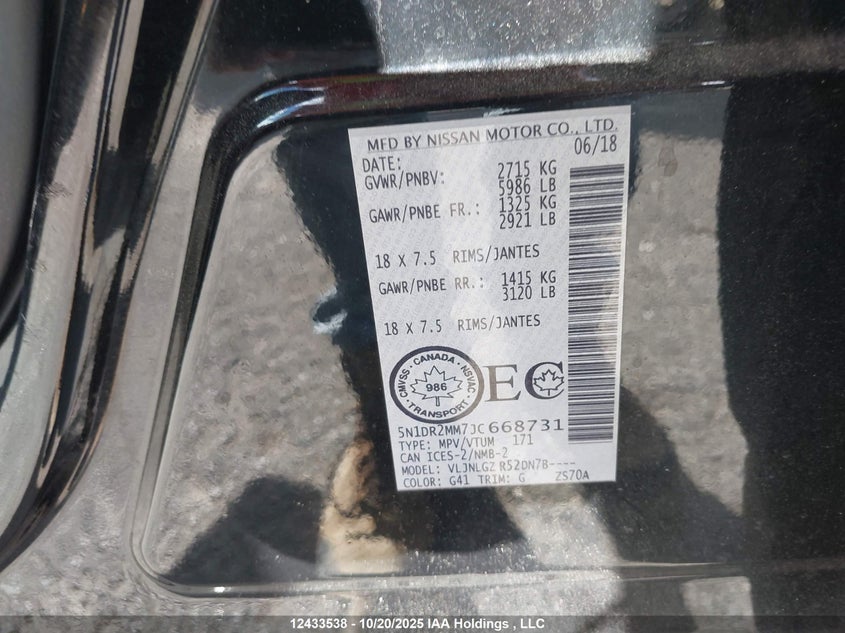 MFD BY NISSAN MOTOR CO., LTD.
DATE: 06/18
GVWR/PNBV: 2715 KG
5986 LB
GAWR/PNBE FR.: 1325 KG
2921 LB
18 X 7.5 RIMS/JANTES
GAWR/PNBE RR.: 1415 KG
3120 LB
18 X 7.5 RIMS/JANTES
CANADA
CMVSS · NSVAC
986
TRANSPORT
EC
5N1DR2MM7JC668731
TYPE: MPV/VTUM 171
CAN ICES-2/NMB-2
MODEL: VLJNLGZ R52DN7B----
COLOR: G41 TRIM: G ZS70A
12433538 - 10/20/2025 IAA Holdings , LLC